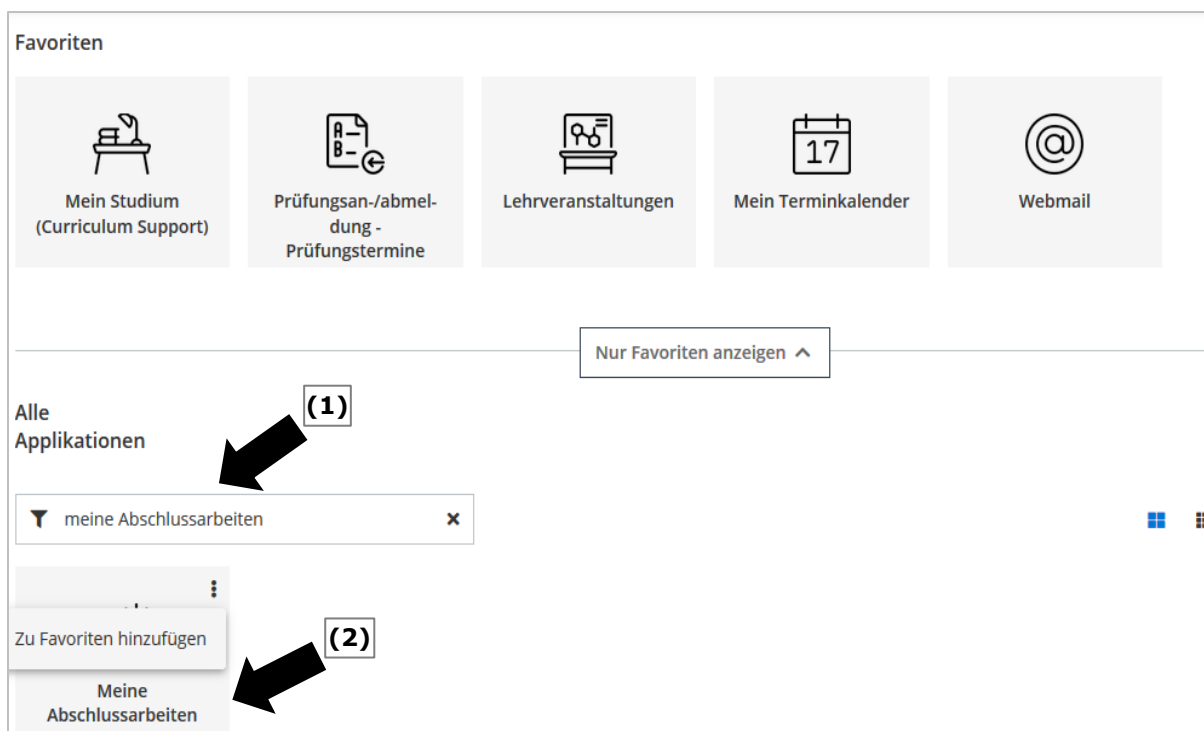 Favoriten
A
B
17
@
Mein Studium
(Curriculum Support)
Prüfungsan-/abmel-
dung -
Prüfungstermine
Lehrveranstaltungen
Mein Terminkalender
Webmail
Nur Favoriten anzeigen
(1)
Alle
Applikationen
meine Abschlussarbeiten
Zu Favoriten hinzufügen
(2)
Meine
Abschlussarbeiten